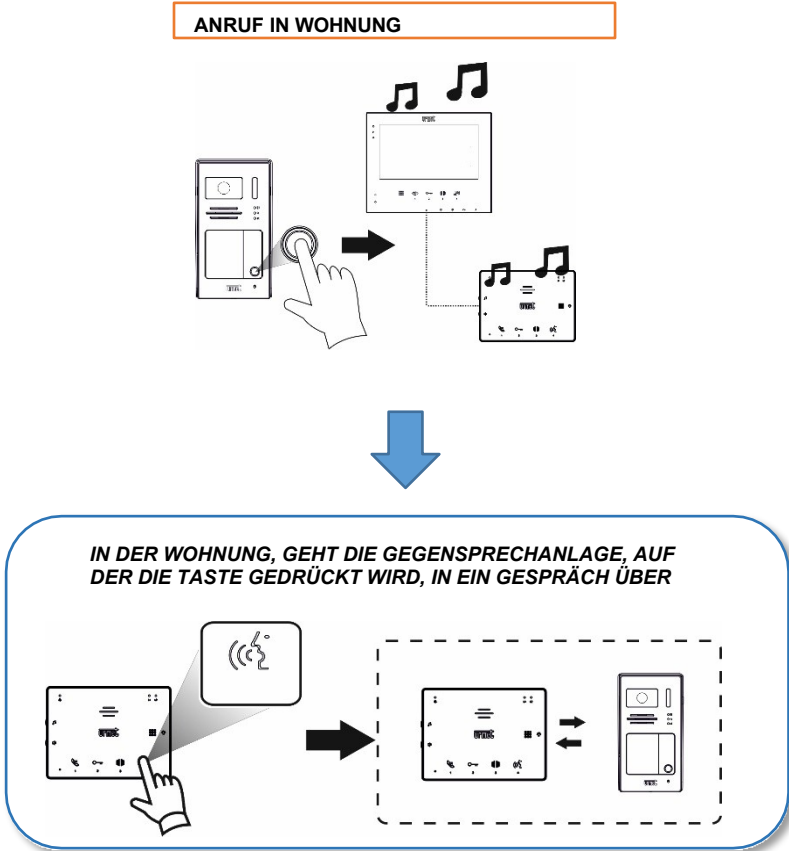 ANRUF IN WOHNUNG
IN DER WOHNUNG, GEHT DIE GEGENSPRECHANLAGE, AUF
DER DIE TASTE GEDRÜCKT WIRD, IN EIN GESPRÄCH ÜBER